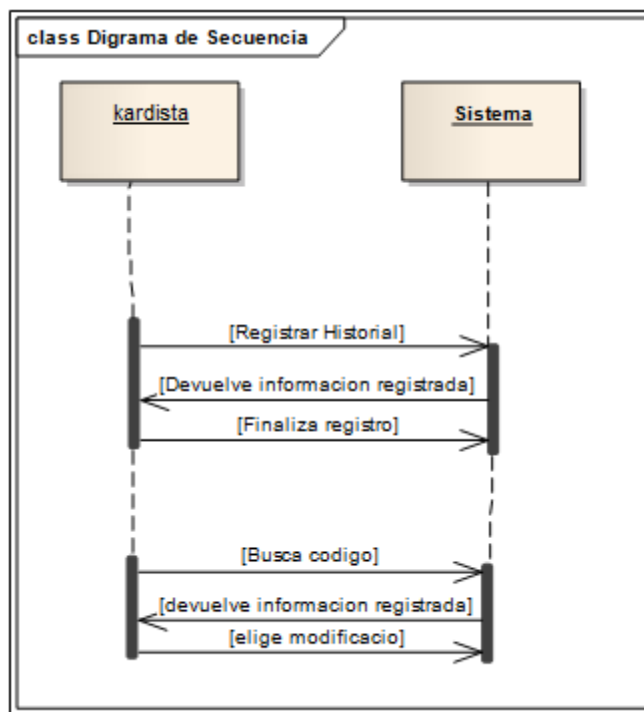 class Digrama de Secuencia
kardista
Sistema
[Registrar Historial]
[Devuelve informacion registrada]
[Finaliza registro]
[Busca codigo]
[devuelve informacion registrada]
[elige modificacio]